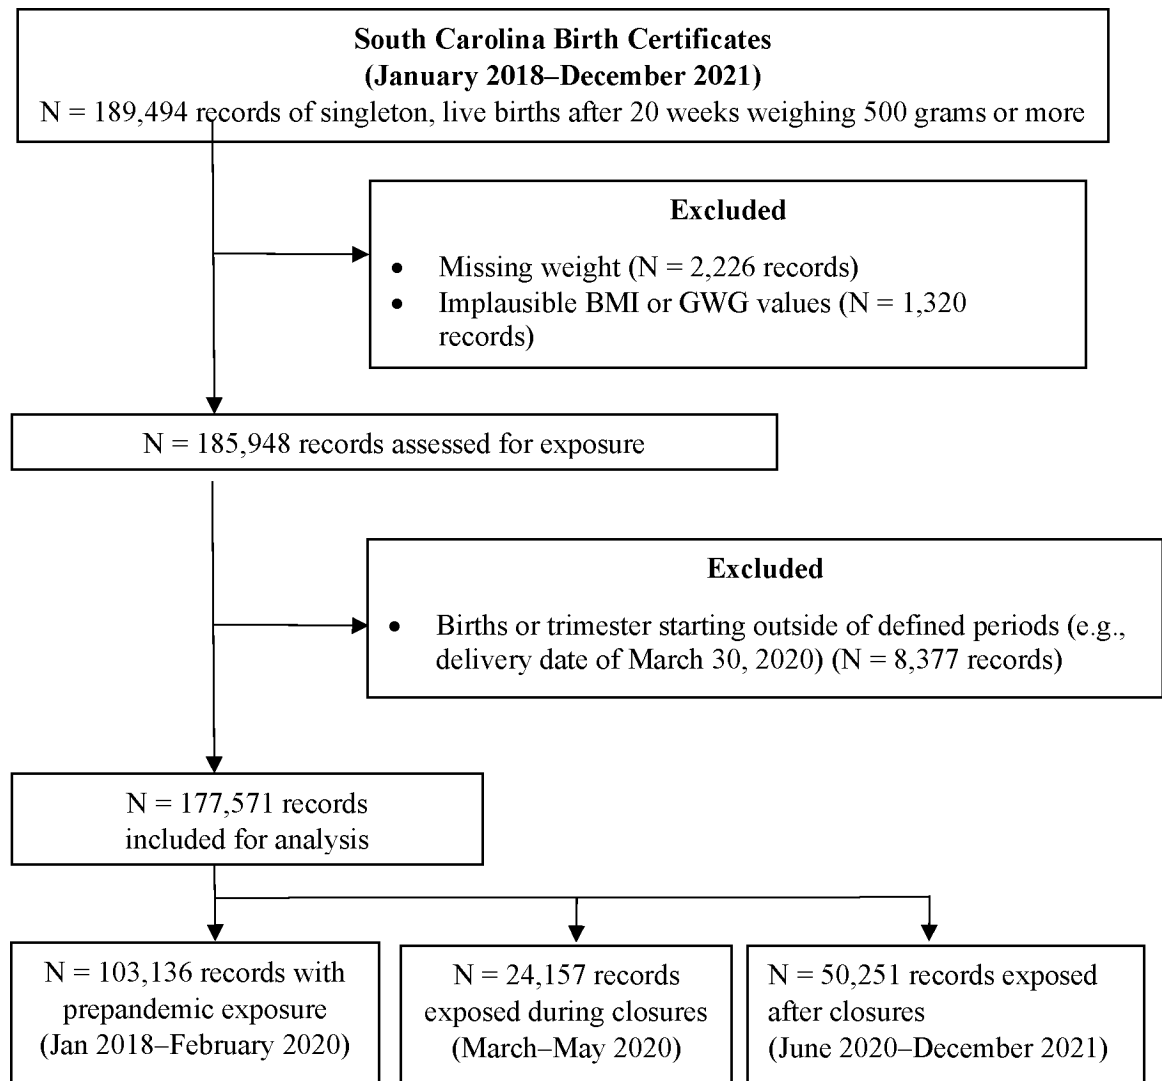 South Carolina Birth Certificates
(January 2018–December 2021)
N = 189,494 records of singleton, live births after 20 weeks weighing 500 grams or more
Excluded
• Missing weight (N = 2,226 records)
• Implausible BMI or GWG values (N = 1,320
records)
N = 185,948 records assessed for exposure
Excluded
• Births or trimester starting outside of defined periods (e.g.,
delivery date of March 30, 2020) (N = 8,377 records)
N = 177,571 records
included for analysis
N = 103,136 records with
prepandemic exposure
(Jan 2018–February 2020)
N = 24,157 records
exposed during closures
(March–May 2020)
N = 50,251 records exposed
after closures
(June 2020–December 2021)